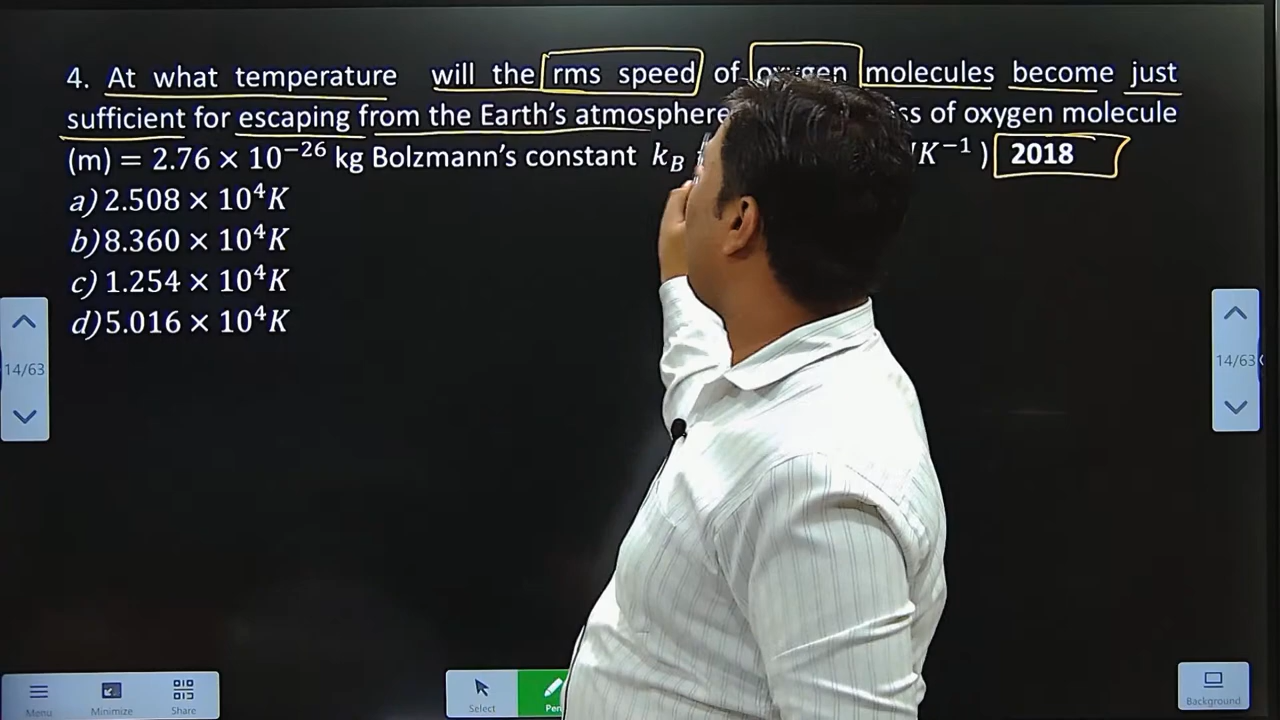 4. At what temperature will the rms speed of oxygen molecules become just
sufficient for escaping from the Earth's atmosphere of oxygen molecule
(m) = 2.76 × 10⁻²⁶ kg Bolzmann's constant k_B K⁻¹ ) 2018
a) 2.508 × 10⁴K
b)8.360 × 10⁴K
c) 1.254 × 10⁴K
d)5.016 × 10⁴K
14/63
14/63
Menu
Minimize
Share
Select
Pen
Background